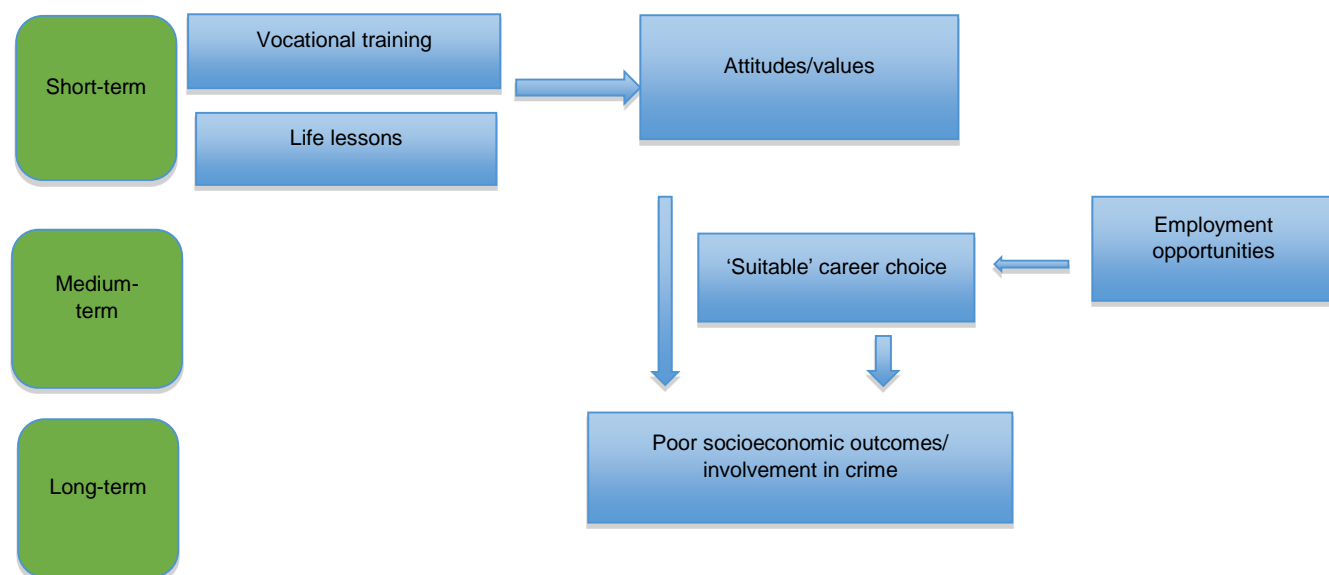 Short-term
Vocational training
Life lessons
Attitudes/values
Medium-
term
‘Suitable’ career choice
Employment
opportunities
Long-term
Poor socioeconomic outcomes/
involvement in crime